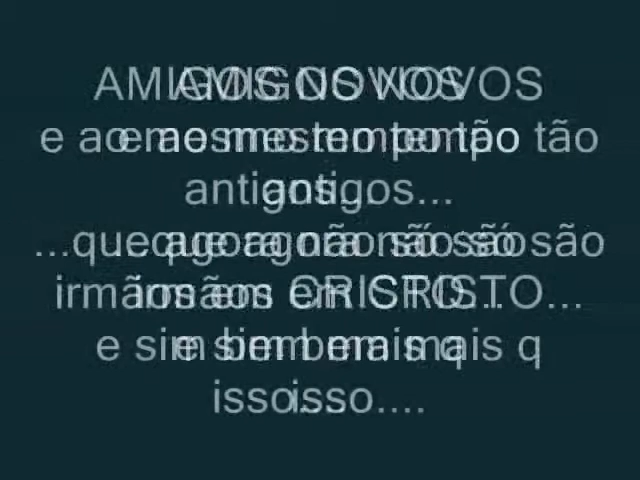 AMIGOS NOVOS
e ao mesmo tempo tão
antigos...
...que agora não só são
irmãos em CRISTO...
e sim bem mais q
isso....